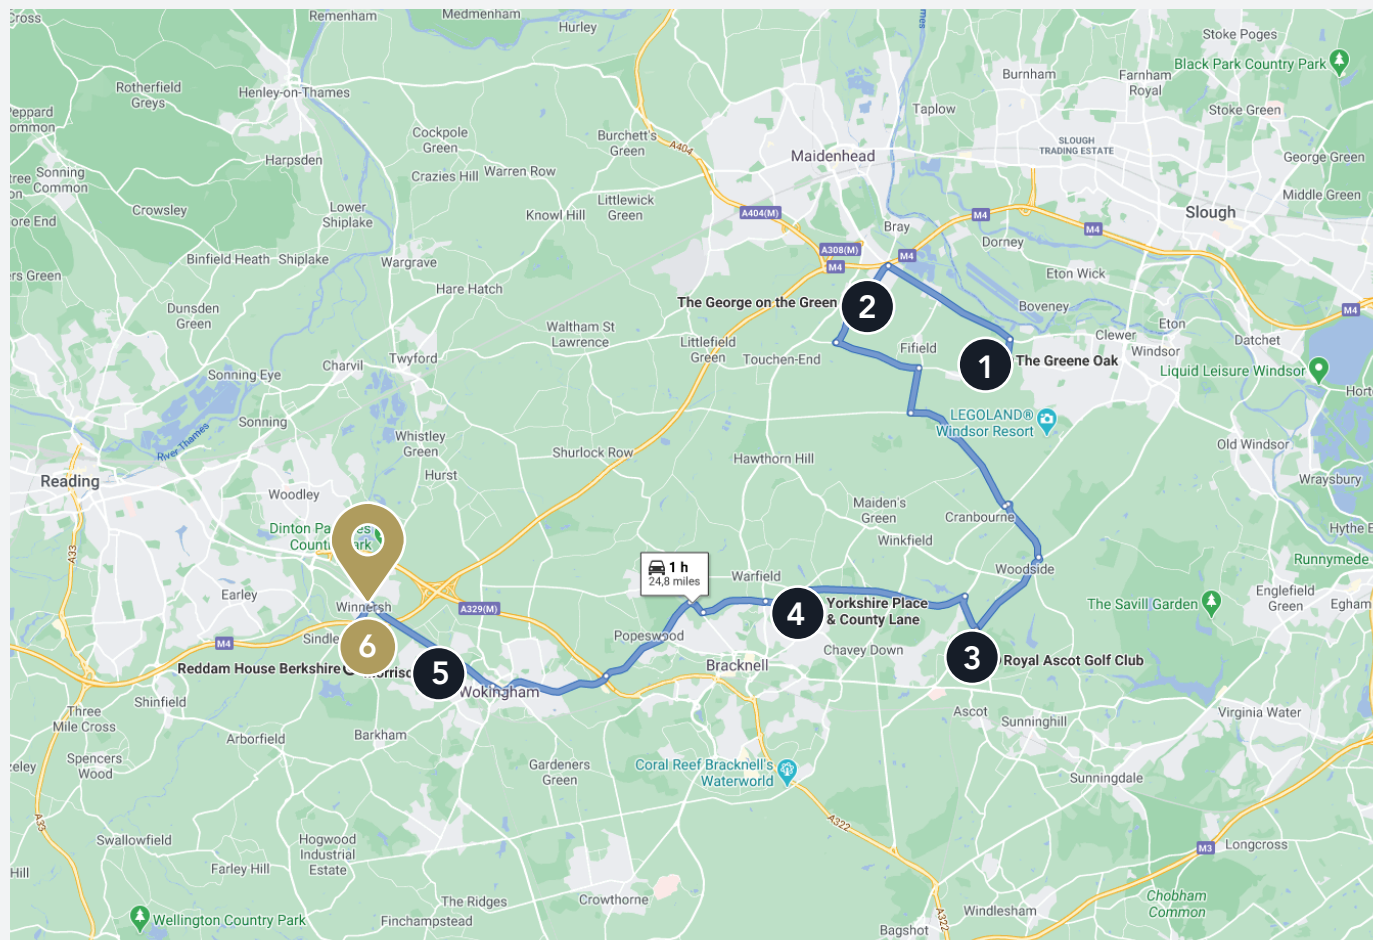 Cross
Remenham
Medmenham
Hurley
Stoke Poges
Black Park Country Park
Burnham
Farnham
Royal
Rotherfield
Greys
Henley-on-Thames
Taplow
Stoke Green
Peppard
ommon
Cockpole
Green
Burchett's
Green
A404
SLOUGH
TRADING ESTATE
Maidenhead
George Green
Harpsden
Sonning
Common
Crazies Hill
Warren Row
Middle Green
Crowsley
Lower
Shiplake
Knowl Hill
Littlewick
Green
A404(M)
M4
Slough
ore End
Bray
M4
Dorney
A308(M)
M4
M4
Binfield Heath
Shiplake
Wargrave
Eton Wick
ers Green
Hare Hatch
The George on the Green
2
Boveney
M4
Dunsden
Green
Waltham St
Lawrence
Littlefield
Green
Fifield
Clewer
Eton
Windsor
Datchet
Touchen-End
1
The Greene Oak
Twyford
Charvil
Sonning Eye
Liquid Leisure Windsor
LEGOLAND®
Windsor Resort
River Thames
Sonning
Whistley
Green
Old Windsor
Shurlock Row
Hawthorn Hill
Hurst
Reading
Wraysbury
Woodley
Maiden's
Green
Cranbourne
Winkfield
Hythe E
Runnymede
A33
1 h
24,8 miles
Warfield
Woodside
Earley
Englefield
Green
Egham
The Savill Garden
Winnersh
A329(M)
4
Yorkshire Place
& County Lane
M4
6
Popeswood
Chavey Down
3
Royal Ascot Golf Club
Reddam House Berkshire
5
Bracknell
Wokingham
Shinfield
Three
Mile Cross
Ascot
Sunninghill
Virginia Water
Arborfield
Barkham
Spencers
Wood
Gardeners
Green
Coral Reef Bracknell's
Waterworld
Sunningdale
A33
A322
Swallowfield
Hogwood
Industrial
Estate
M3
Longcross
Farley Hill
Hill
The Ridges
Crowthorne
Chobham
Common
Wellington Country Park
Finchampstead
A322
Windlesham
Bagshot